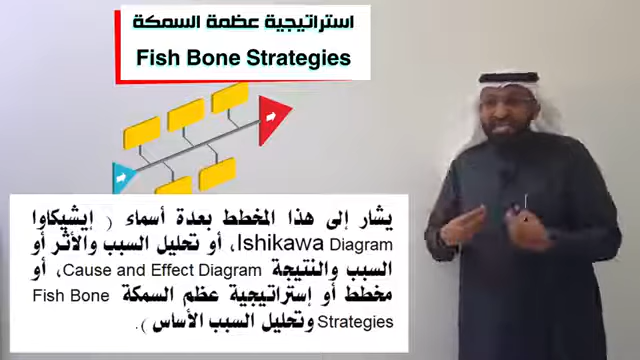 استراتيجية عظمة السمكة
Fish Bone Strategies
يشار إلى هذا المخطط بعدة أسماء ( إيشيكاوا
Ishikawa Diagram، أو تحليل السبب والأثر أو
السبب والنتيجة Cause and Effect Diagram، أو
مخطط أو إستراتيجية عظم السمكة Fish Bone
Strategies وتحليل السبب الأساس ).